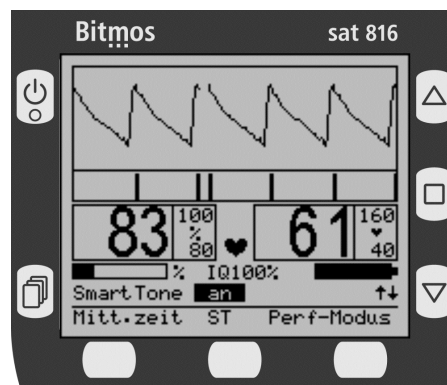 Bitmos sat 816
83 100 % 80 61 160 40
% IQ100%
SmartTone an ↑↓
Mitt.zeit ST Perf-Modus